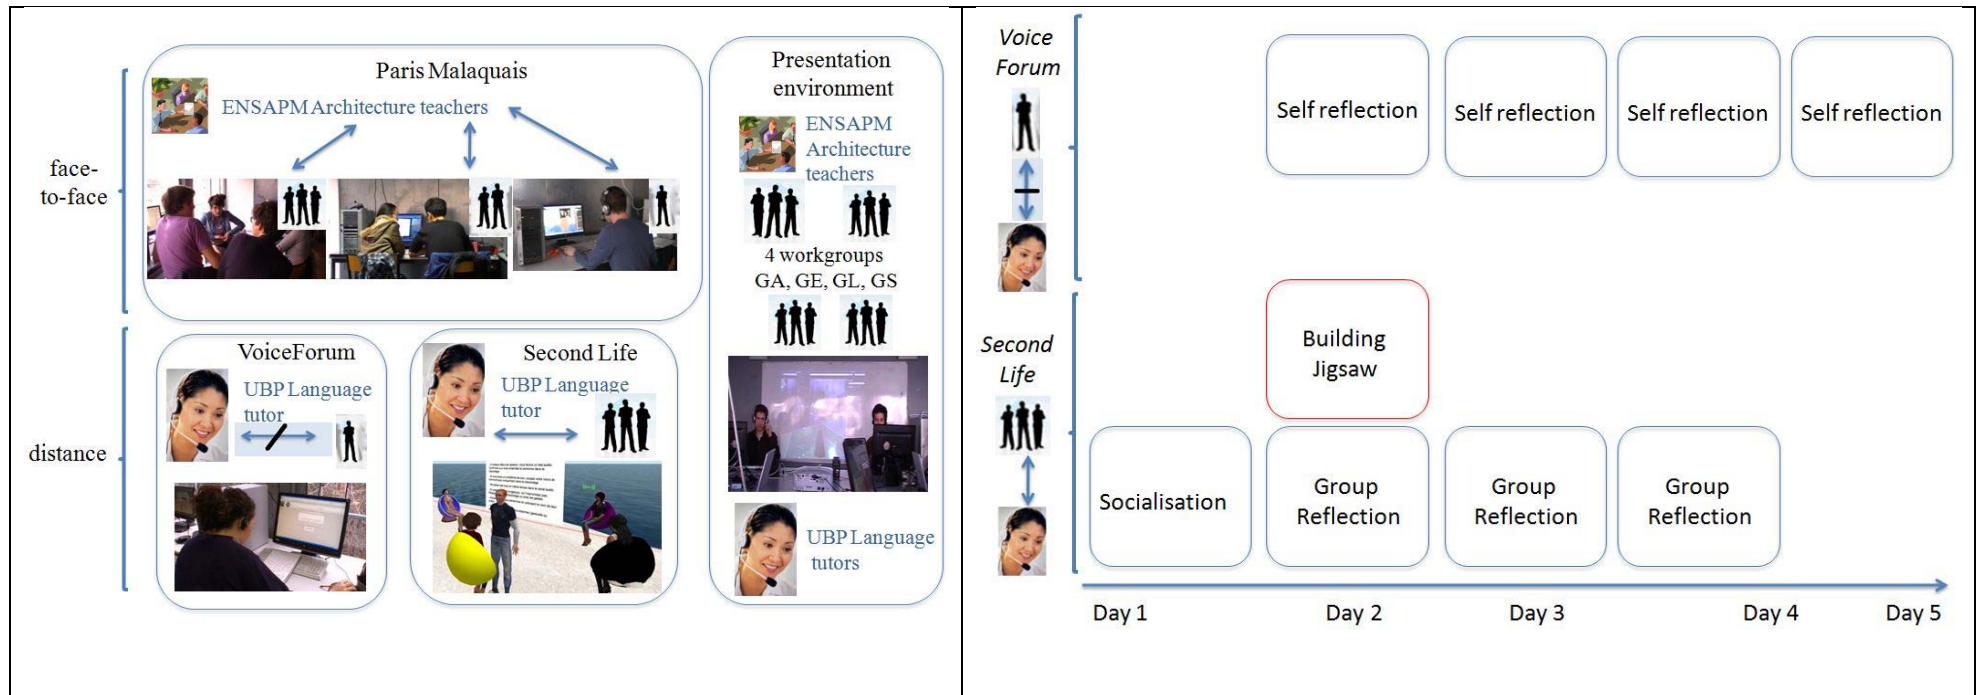 face-
to-face
distance
Paris Malaquais
ENSAPM Architecture teachers
VoiceForum
UBP Language
tutor
Second Life
UBP Language
tutor
Presentation
environment
ENSAPM
Architecture
teachers
4 workgroups
GA, GE, GL, GS
UBP Language
tutors
Voice
Forum
Self reflection
Self reflection
Self reflection
Self reflection
Second
Life
Building
Jigsaw
Socialisation
Group
Reflection
Group
Reflection
Group
Reflection
Day 1
Day 2
Day 3
Day 4
Day 5